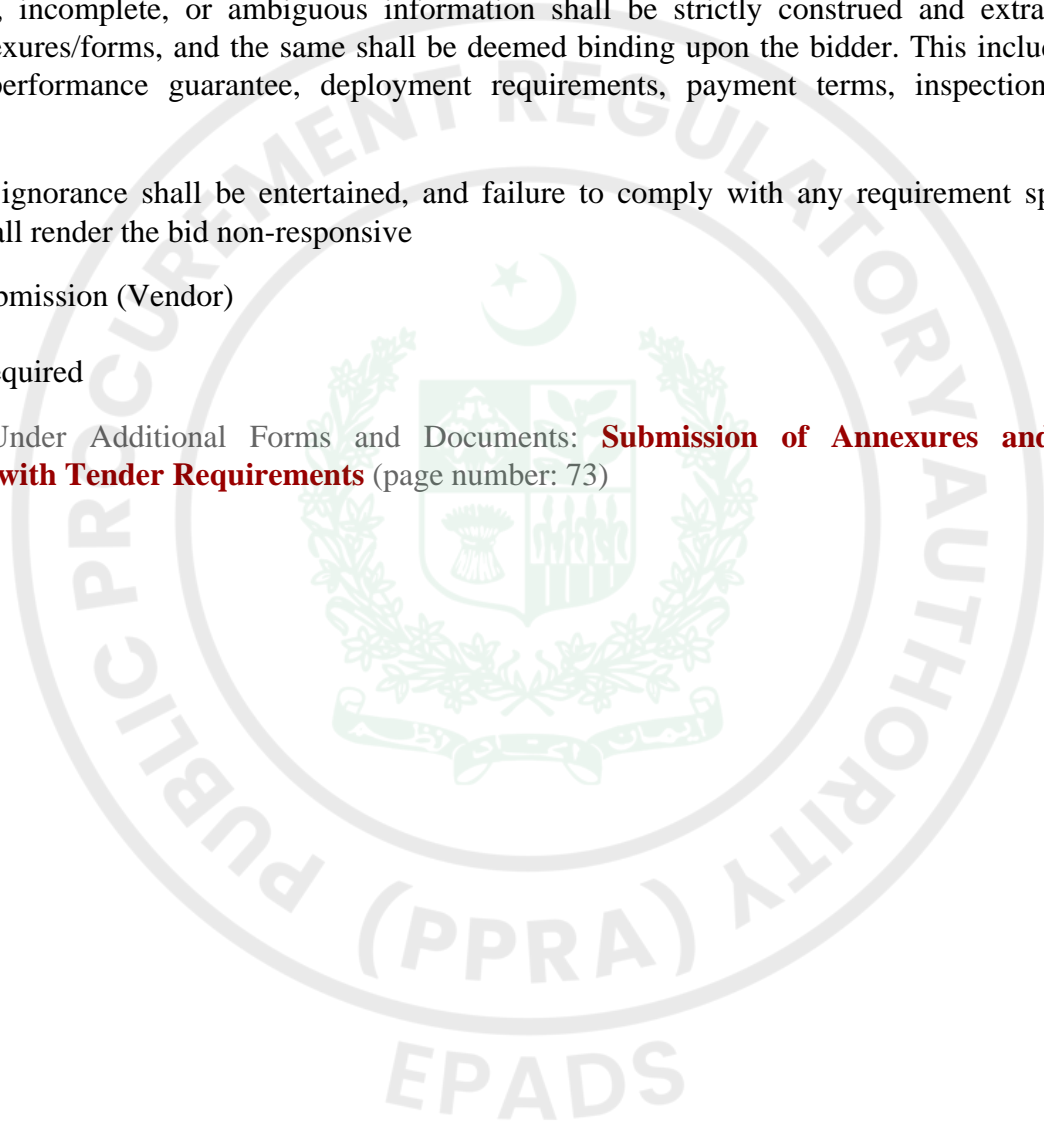 , incomplete, or ambiguous information shall be strictly construed and extra
exures/forms, and the same shall be deemed binding upon the bidder. This includ
performance guarantee, deployment requirements, payment terms, inspection
ignorance shall be entertained, and failure to comply with any requirement sp
all render the bid non-responsive
bmission (Vendor)
equired
Under Additional Forms and Documents: Submission of Annexures and
with Tender Requirements (page number: 73)
PUBLIC PROCUREMENT REGULATORY AUTHORITY
(PPRA)
EPADS